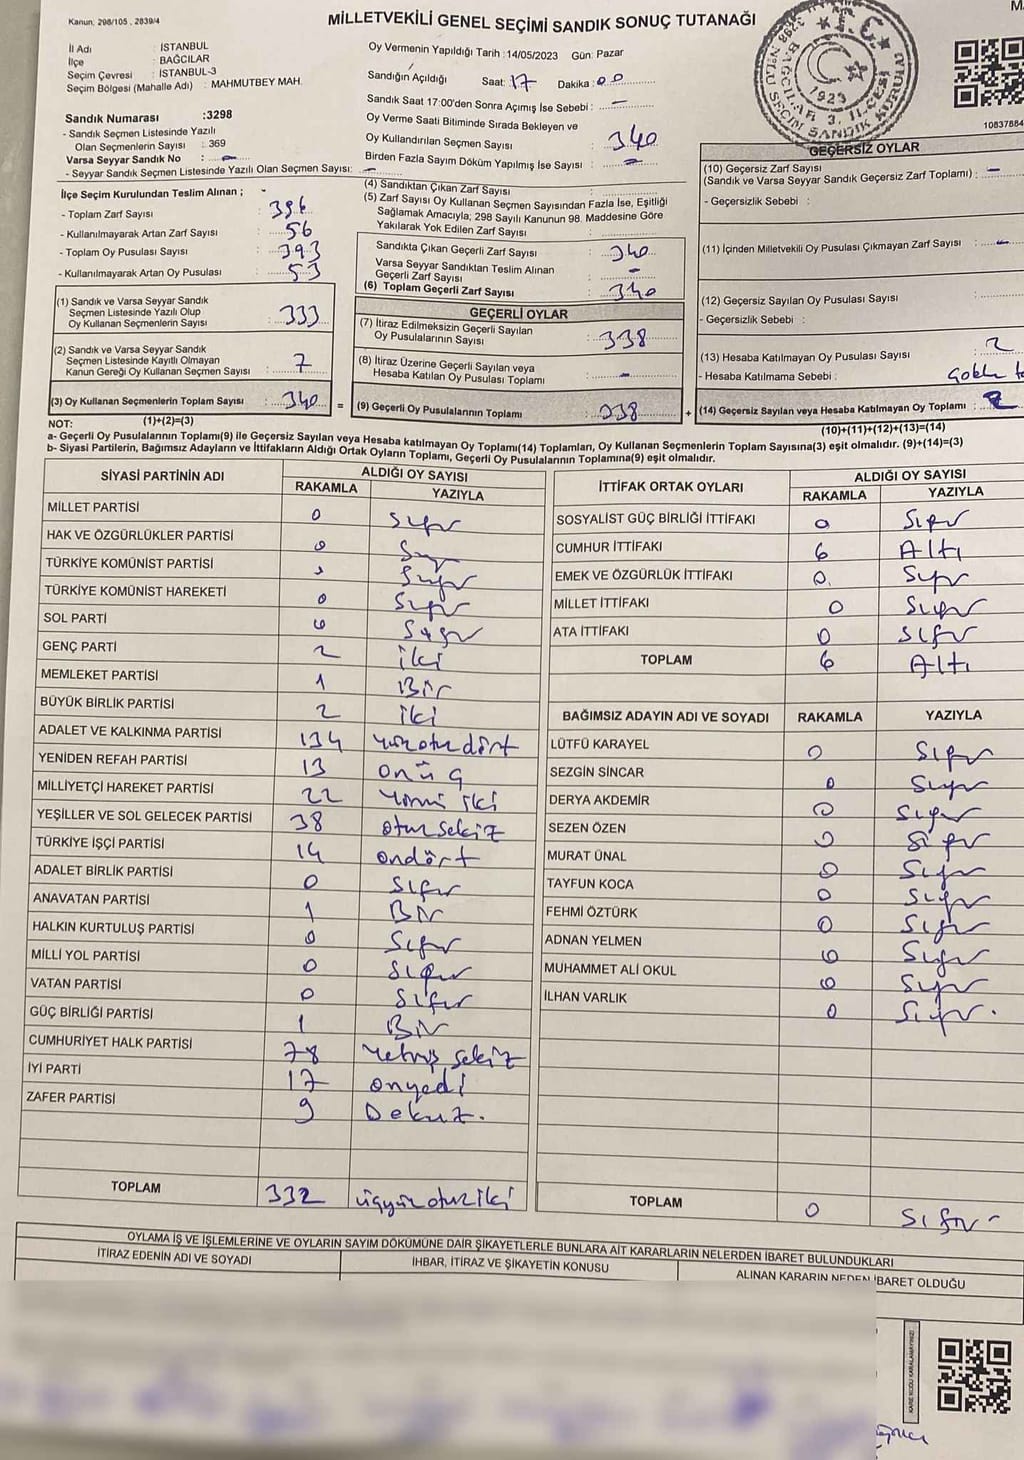 Kanun: 298/105 , 2839/4
MİLLETVEKİLİ GENEL SEÇİMİ SANDIK SONUÇ TUTANAĞI
İl Adı : İSTANBUL
İlçe : BAĞCILAR
Seçim Çevresi : İSTANBUL-3
Seçim Bölgesi (Mahalle Adı) : MAHMUTBEY MAH.
Sandık Numarası :3298
- Sandık Seçmen Listesinde Yazılı
Olan Seçmenlerin Sayısı : 369
Varsa Seyyar Sandık No : -
- Seyyar Sandık Seçmen Listesinde Yazılı Olan Seçmen Sayısı: -
Oy Vermenin Yapıldığı Tarih :14/05/2023 Gün: Pazar
Sandığın Açıldığı Saat: 17 Dakika : 00
Sandık Saat 17:00'den Sonra Açımış İse Sebebi : -
Oy Verme Saati Bitiminde Sırada Bekleyen ve
Oy Kullandırılan Seçmen Sayısı : 340
Birden Fazla Sayım Döküm Yapılmış İse Sayısı : -
T.C.
1923
10837884
İlçe Seçim Kurulundan Teslim Alınan ;
- Toplam Zarf Sayısı : 396
- Kullanılmayarak Artan Zarf Sayısı : 56
- Toplam Oy Pusulası Sayısı : 393
- Kullanılmayarak Artan Oy Pusulası : 53
(1) Sandık ve Varsa Seyyar Sandık
Seçmen Listesinde Yazılı Olup
Oy Kullanan Seçmenlerin Sayısı : 333
(2) Sandık ve Varsa Seyyar Sandık
Seçmen Listesinde Kayıtlı Olmayan
Kanun Gereği Oy Kullanan Seçmen Sayısı : 7
(3) Oy Kullanan Seçmenlerin Toplam Sayısı : 340
(4) Sandıktan Çıkan Zarf Sayısı :
(5) Zarf Sayısı Oy Kullanan Seçmen Sayısından Fazla İse, Eşitliği
Sağlamak Amacıyla; 298 Sayılı Kanunun 98. Maddesine Göre
Yakılarak Yok Edilen Zarf Sayısı :
Sandıkta Çıkan Geçerli Zarf Sayısı : 340
Varsa Seyyar Sandıktan Teslim Alınan
Geçerli Zarf Sayısı : -
(6) Toplam Geçerli Zarf Sayısı : 340
GEÇERLİ OYLAR
(7) İtiraz Edilmeksizin Geçerli Sayılan
Oy Pusulalarının Sayısı : 338
(8) İtiraz Üzerine Geçerli Sayılan veya
Hesaba Katılan Oy Pusulası Toplamı : -
= (9) Geçerli Oy Pusulalarının Toplamı : 338
GEÇERSİZ OYLAR
(10) Geçersiz Zarf Sayısı
(Sandık ve Varsa Seyyar Sandık Geçersiz Zarf Toplamı) : -
- Geçersizlik Sebebi :
(11) İçinden Milletvekili Oy Pusulası Çıkmayan Zarf Sayısı : -
(12) Geçersiz Sayılan Oy Pusulası Sayısı :
- Geçersizlik Sebebi :
(13) Hesaba Katılmayan Oy Pusulası Sayısı : 2
- Hesaba Katılmama Sebebi :
+ (14) Geçersiz Sayılan veya Hesaba Katılmayan Oy Toplamı : 2
NOT: (1)+(2)=(3)
(10)+(11)+(12)+(13)=(14)
a- Geçerli Oy Pusulalarının Toplamı(9) ile Geçersiz Sayılan veya Hesaba katılmayan Oy Toplamı(14) Toplamları, Oy Kullanan Seçmenlerin Toplam Sayısına(3) eşit olmalıdır. (9)+(14)=(3)
b- Siyasi Partilerin, Bağımsız Adayların ve İttifakların Aldığı Ortak Oyların Toplamı, Geçerli Oy Pusulalarının Toplamına(9) eşit olmalıdır.
SİYASİ PARTİNİN ADI ALDIĞI OY SAYISI
RAKAMLA YAZIYLA
MİLLET PARTİSİ 0 Sıfır
HAK VE ÖZGÜRLÜKLER PARTİSİ 0 Sıfır
TÜRKİYE KOMÜNİST PARTİSİ Sıfır
TÜRKİYE KOMÜNİST HAREKETİ 0 Sıfır
SOL PARTİ 0 Sıfır
GENÇ PARTİ 2 iki
MEMLEKET PARTİSİ 1 Bir
BÜYÜK BİRLİK PARTİSİ 2 iki
ADALET VE KALKINMA PARTİSİ 134 yüzotuzdört
YENİDEN REFAH PARTİSİ 13 onüç
MİLLİYETÇİ HAREKET PARTİSİ 22 Yirmi iki
YEŞİLLER VE SOL GELECEK PARTİSİ 38 otuzsekiz
TÜRKİYE İŞÇİ PARTİSİ 14 ondört
ADALET BİRLİK PARTİSİ 0 Sıfır
ANAVATAN PARTİSİ 1 Bir
HALKIN KURTULUŞ PARTİSİ 0 Sıfır
MİLLİ YOL PARTİSİ 0 Sıfır
VATAN PARTİSİ 0 Sıfır
GÜÇ BİRLİĞİ PARTİSİ 1 Bir
CUMHURİYET HALK PARTİSİ 78 Yetmiş sekiz
İYİ PARTİ 17 onyedi
ZAFER PARTİSİ 9 Dokuz.
TOPLAM 332 üçyüzotuziki
İTTİFAK ORTAK OYLARI ALDIĞI OY SAYISI
RAKAMLA YAZIYLA
SOSYALİST GÜÇ BİRLİĞİ İTTİFAKI 0 Sıfır
CUMHUR İTTİFAKI 6 Altı
EMEK VE ÖZGÜRLÜK İTTİFAKI 0 Sıfır
MİLLET İTTİFAKI 0 Sıfır
ATA İTTİFAKI 0 Sıfır
TOPLAM 6 Altı
BAĞIMSIZ ADAYIN ADI VE SOYADI RAKAMLA YAZIYLA
LÜTFÜ KARAYEL 0 Sıfır
SEZGİN SİNCAR 0 Sıfır
DERYA AKDEMİR 0 Sıfır
SEZEN ÖZEN 0 Sıfır
MURAT ÜNAL 0 Sıfır
TAYFUN KOCA 0 Sıfır
FEHMİ ÖZTÜRK 0 Sıfır
ADNAN YELMEN 0 Sıfır
MUHAMMET ALİ OKUL 0 Sıfır
İLHAN VARLIK 0 Sıfır.
TOPLAM 0 Sıfır
OYLAMA İŞ VE İŞLEMLERİNE VE OYLARIN SAYIM DÖKÜMÜNE DAİR ŞİKAYETLERLE BUNLARA AİT KARARLARIN NELERDEN İBARET BULUNDUKLARI
İTİRAZ EDENİN ADI VE SOYADI İHBAR, İTİRAZ VE ŞİKAYETİN KONUSU ALINAN KARARIN NEDEN İBARET OLDUĞU
KAREKODU KARALAMAYINIZ!